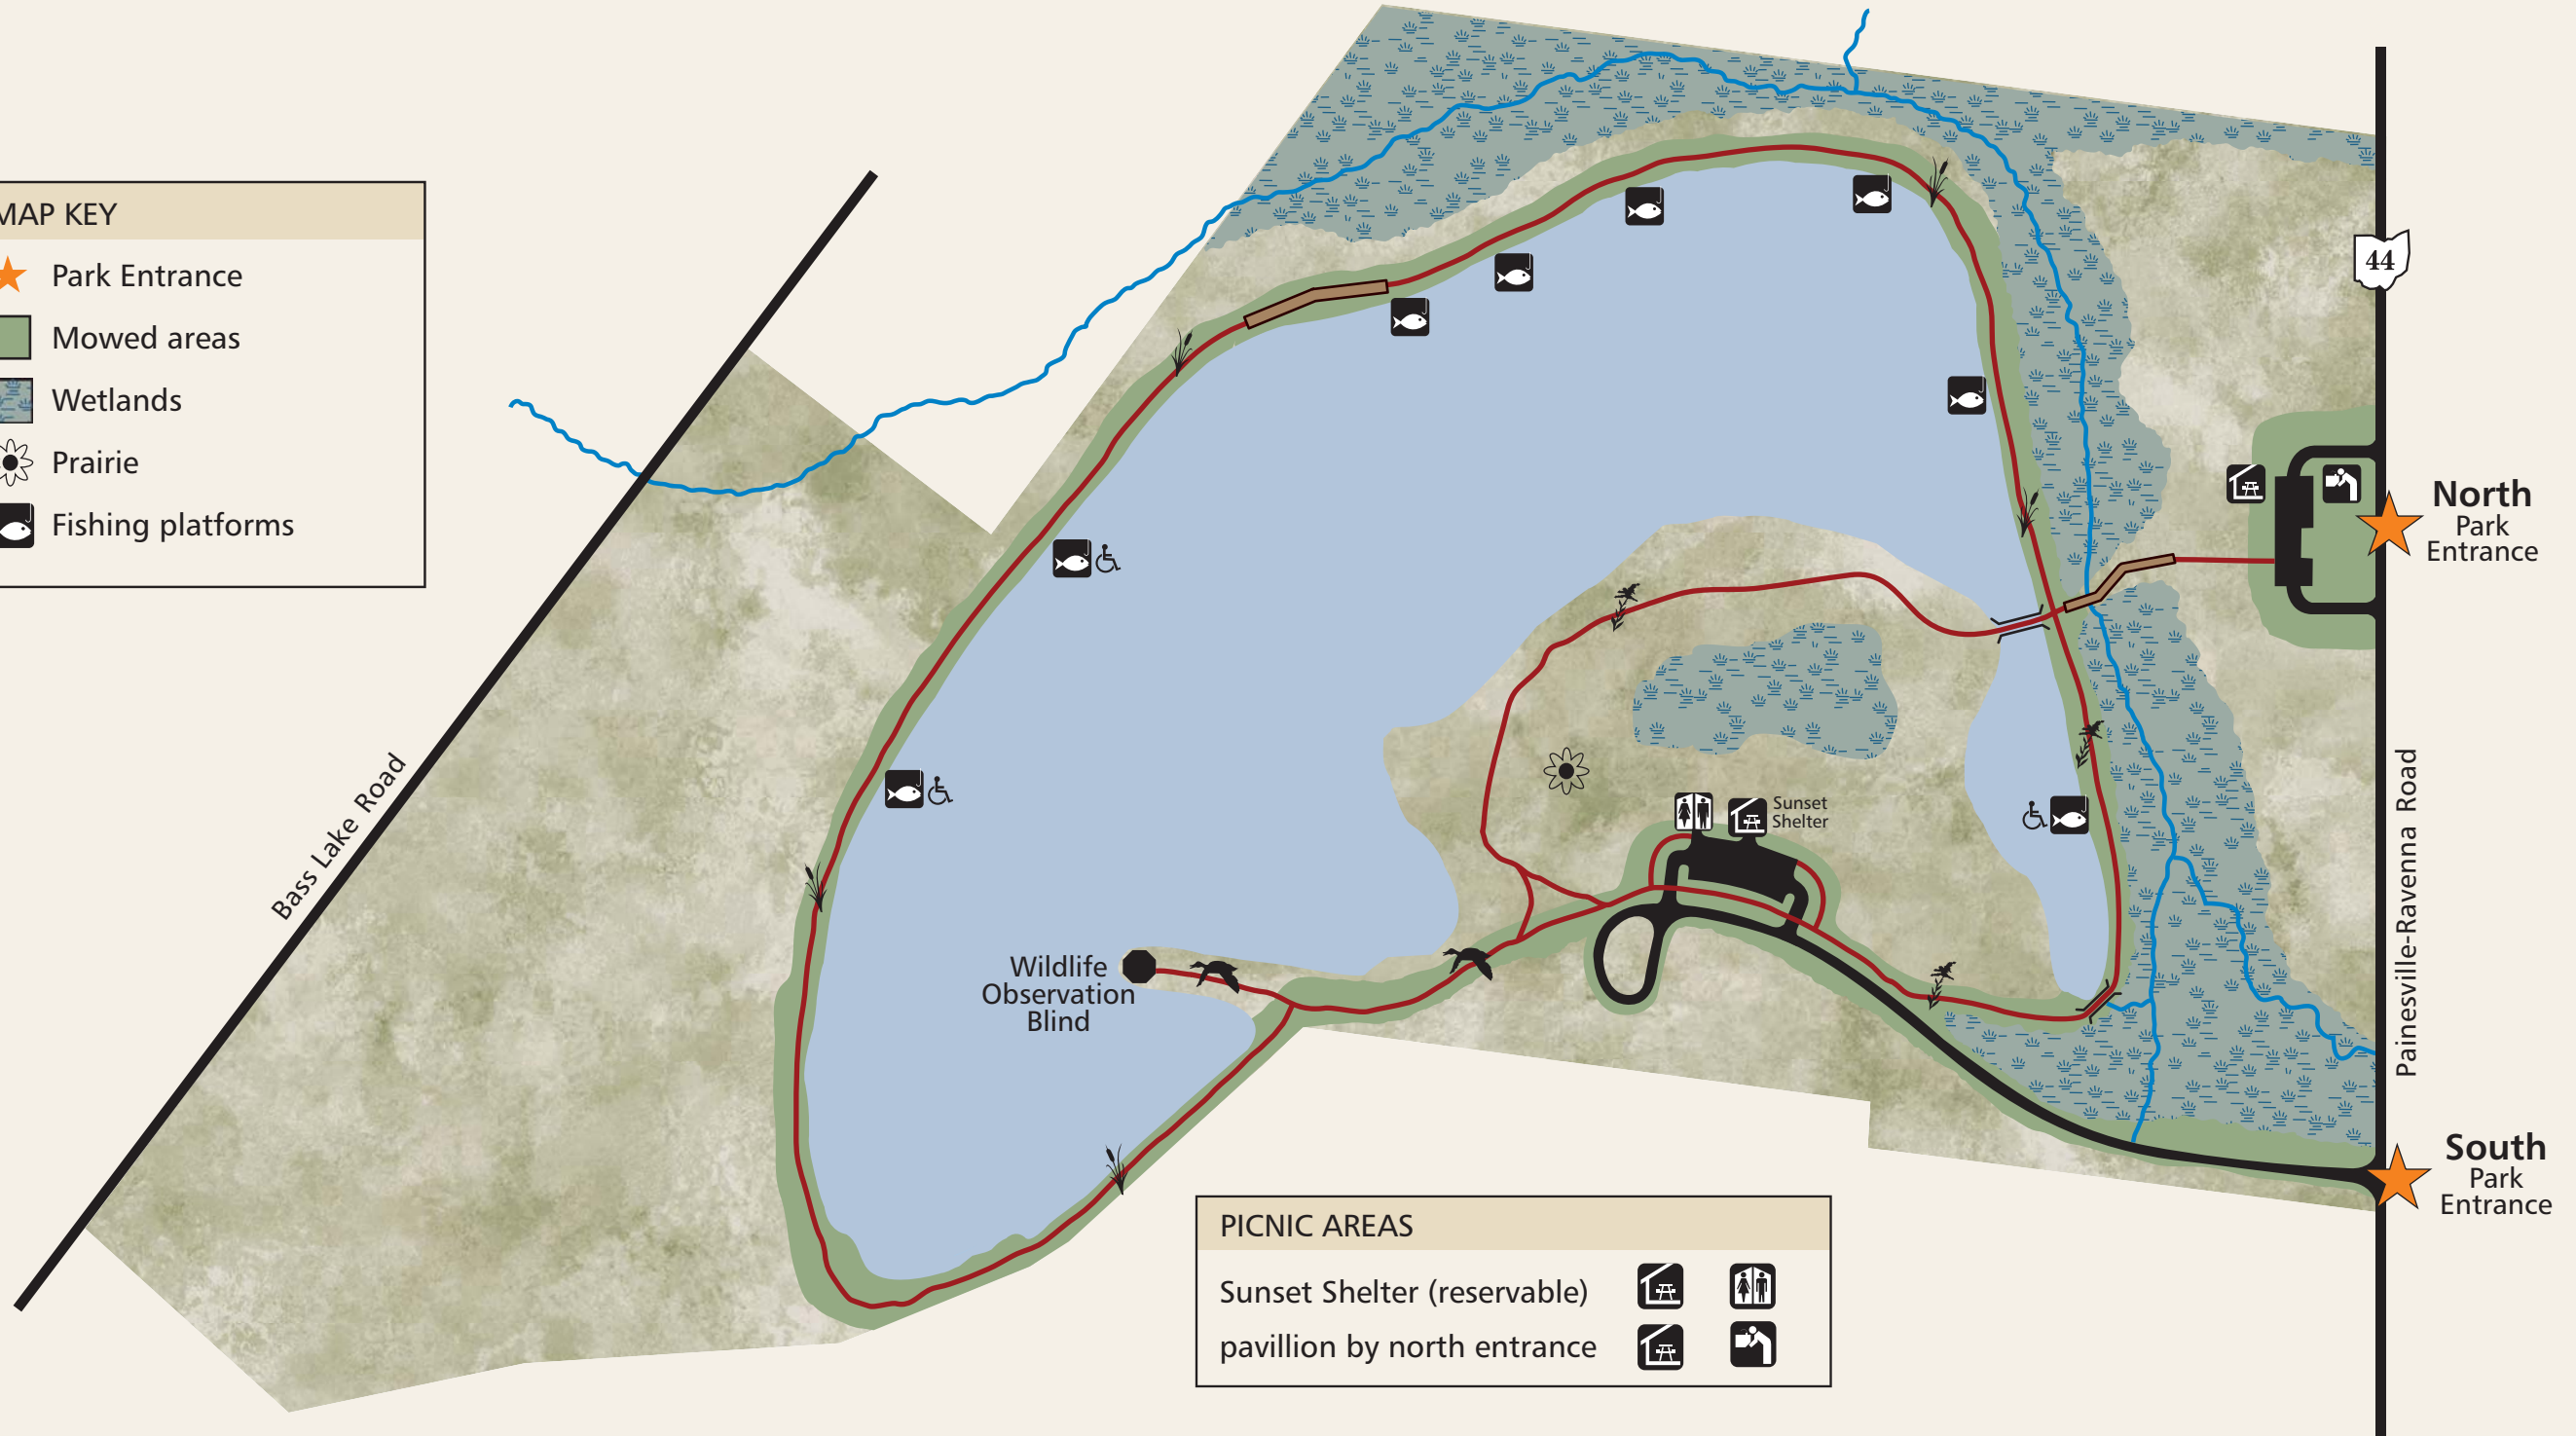 MAP KEY
Park Entrance
Mowed areas
Wetlands
Prairie
Fishing platforms
Bass Lake Road
44
North
Park
Entrance
Sunset
Shelter
Wildlife
Observation
Blind
Painesville-Ravenna Road
South
Park
Entrance
PICNIC AREAS
Sunset Shelter (reservable)
pavillion by north entrance